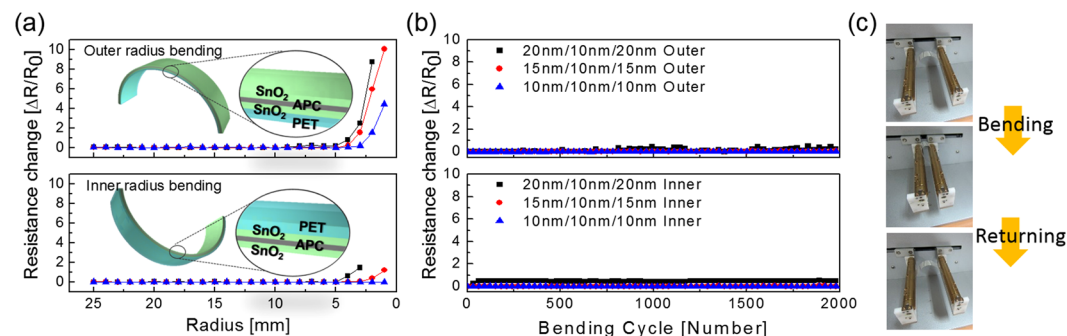 (a)
Resistance change [ΔR/R0]
10
8
6
4
2
0
Outer radius bending
SnO2 APC
SnO2
PET
10
8
6
4
2
0
Inner radius bending
PET
SnO2
APC
SnO2
25
20
15
10
5
0
Radius [mm]
(b)
Resistance change [ΔR/R0]
10
8
6
4
2
0
20nm/10nm/20nm Outer
15nm/10nm/15nm Outer
10nm/10nm/10nm Outer
10
8
6
4
2
0
20nm/10nm/20nm Inner
15nm/10nm/15nm Inner
10nm/10nm/10nm Inner
0
500
1000
1500
2000
Bending Cycle [Number]
(c)
Bending
Returning